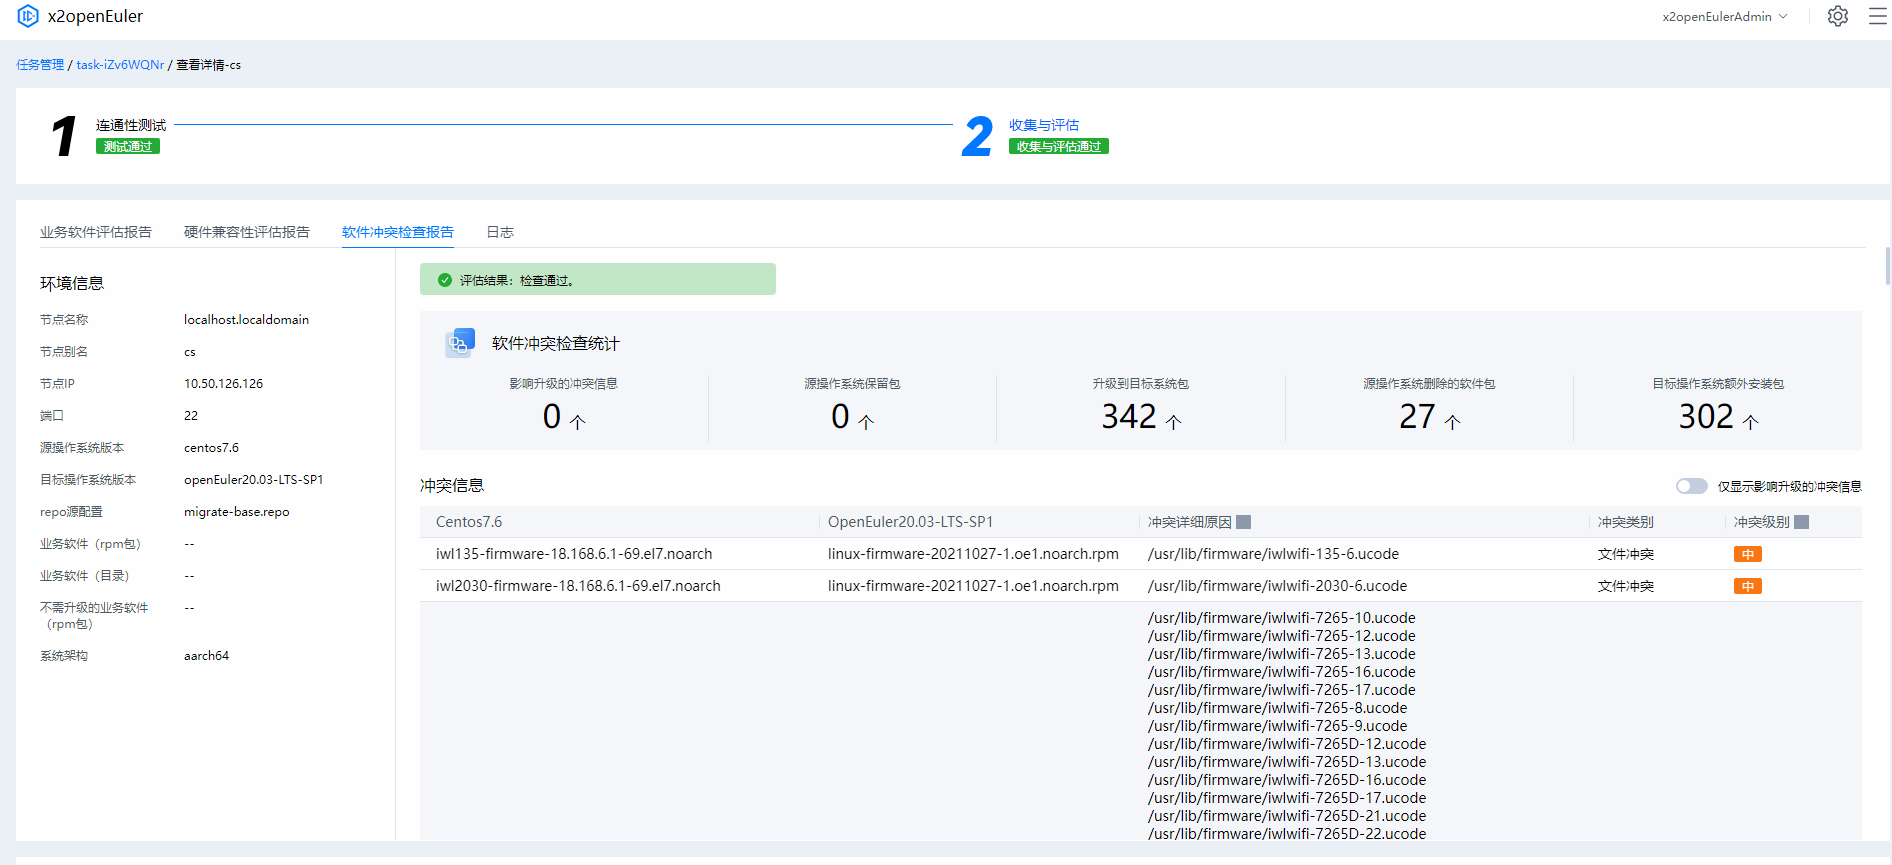 x2openEuler
x2openEulerAdmin
任务管理 / task-iZv6WQNr / 查看详情-cs
1 连通性测试
测试通过
2 收集与评估
收集与评估通过
业务软件评估报告 硬件兼容性评估报告 软件冲突检查报告 日志
环境信息
节点名称 localhost.localdomain
节点别名 cs
节点IP 10.50.126.126
端口 22
源操作系统版本 centos7.6
目标操作系统版本 openEuler20.03-LTS-SP1
repo源配置 migrate-base.repo
业务软件（rpm包） --
业务软件（目录） --
不需升级的业务软件 --
（rpm包）
系统架构 aarch64
评估结果：检查通过。
软件冲突检查统计
影响升级的冲突信息 源操作系统保留包 升级到目标系统包 源操作系统删除的软件包 目标操作系统额外安装包
0 个 0 个 342 个 27 个 302 个
冲突信息 仅显示影响升级的冲突信息
Centos7.6 OpenEuler20.03-LTS-SP1 冲突详细原因 冲突类别 冲突级别
iwl135-firmware-18.168.6.1-69.el7.noarch linux-firmware-20211027-1.oe1.noarch.rpm /usr/lib/firmware/iwlwifi-135-6.ucode 文件冲突 中
iwl2030-firmware-18.168.6.1-69.el7.noarch linux-firmware-20211027-1.oe1.noarch.rpm /usr/lib/firmware/iwlwifi-2030-6.ucode 文件冲突 中
/usr/lib/firmware/iwlwifi-7265-10.ucode
/usr/lib/firmware/iwlwifi-7265-12.ucode
/usr/lib/firmware/iwlwifi-7265-13.ucode
/usr/lib/firmware/iwlwifi-7265-16.ucode
/usr/lib/firmware/iwlwifi-7265-17.ucode
/usr/lib/firmware/iwlwifi-7265-8.ucode
/usr/lib/firmware/iwlwifi-7265-9.ucode
/usr/lib/firmware/iwlwifi-7265D-12.ucode
/usr/lib/firmware/iwlwifi-7265D-13.ucode
/usr/lib/firmware/iwlwifi-7265D-16.ucode
/usr/lib/firmware/iwlwifi-7265D-17.ucode
/usr/lib/firmware/iwlwifi-7265D-21.ucode
/usr/lib/firmware/iwlwifi-7265D-22.ucode